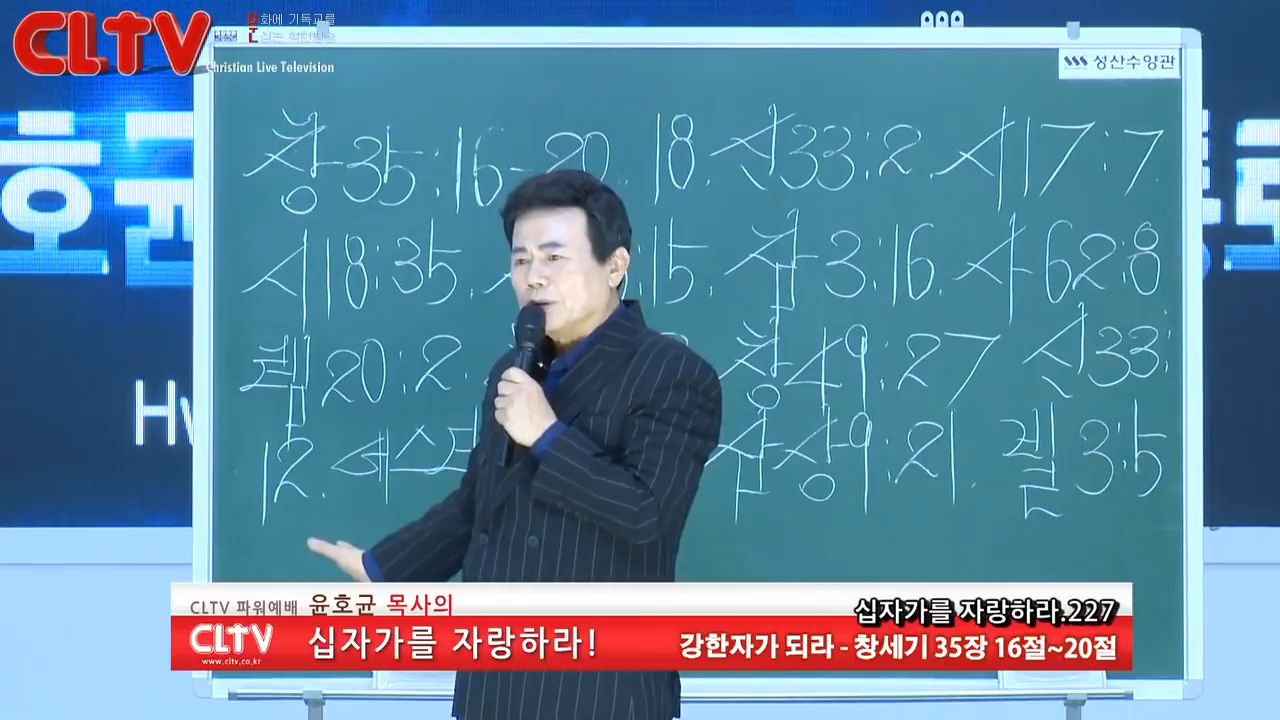 CLTV
Christian Live Television
성산수양관
창35:16-20. 18. 신33:2. 시17:7.
시18:35. :15. 잠3:16. 사62:8
렘20:2. 창49:27 신33:
12. 에스더 삼상9:21. 빌3:5
Hw
CLTV 파워예배 윤호균 목사의
십자가를 자랑하라.227
CLTV 십자가를 자랑하라!
강한자가 되라 - 창세기 35장 16절~20절
www.cltv.co.kr